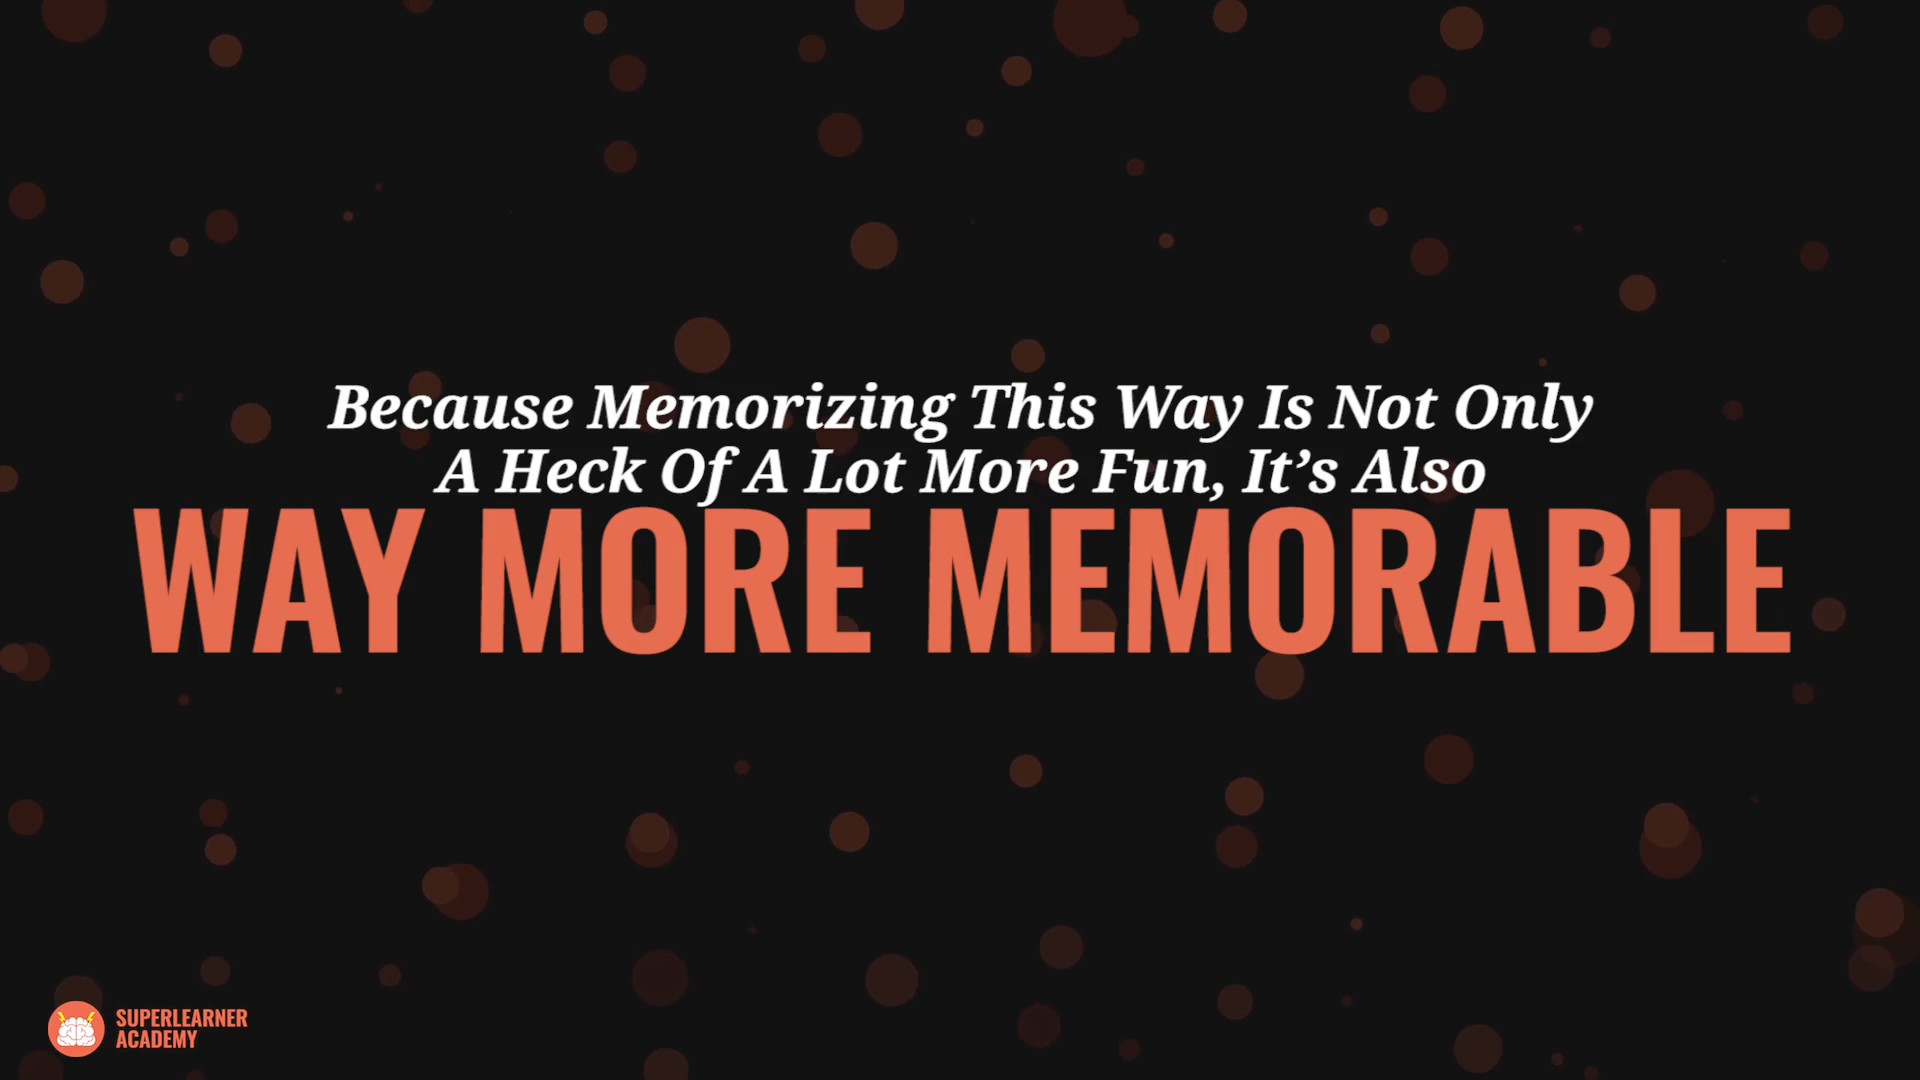 Because Memorizing This Way Is Not Only
A Heck Of A Lot More Fun, It’s Also
WAY MORE MEMORABLE
SUPERLEARNER
ACADEMY